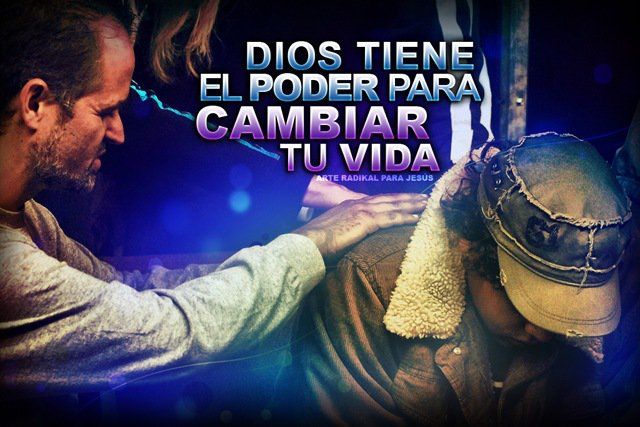 DIOS TIENE
EL PODER PARA
CAMBIAR
TU VIDA
ARTE RADIKAL PARA JESÚS